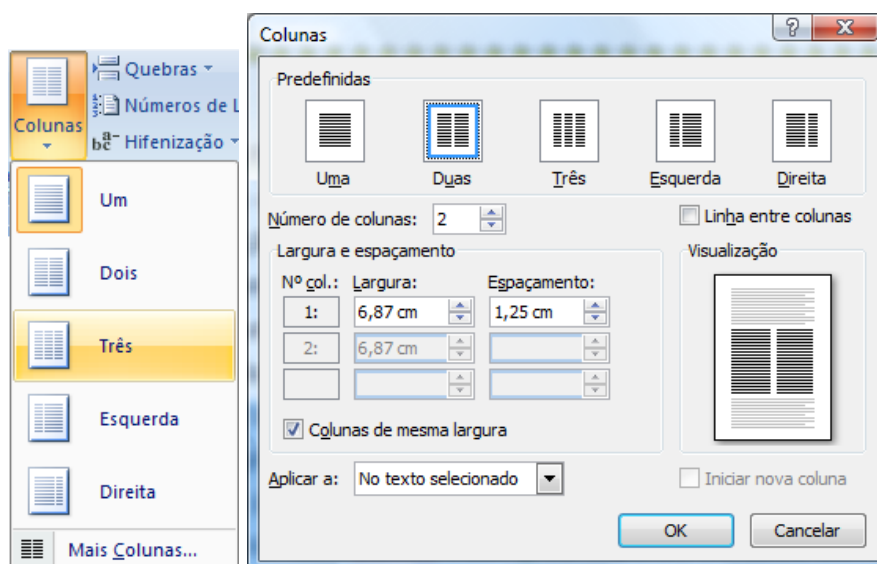 Colunas
Quebras
Números de L
Hifenização
Um
Dois
Três
Esquerda
Direita
Mais Colunas...
Colunas
Predefinidas
Uma Duas Três Esquerda Direita
Número de colunas: 2 Linha entre colunas
Largura e espaçamento Visualização
Nº col.: Largura: Espaçamento:
1: 6,87 cm 1,25 cm
2: 6,87 cm
Colunas de mesma largura
Aplicar a: No texto selecionado Iniciar nova coluna
OK Cancelar